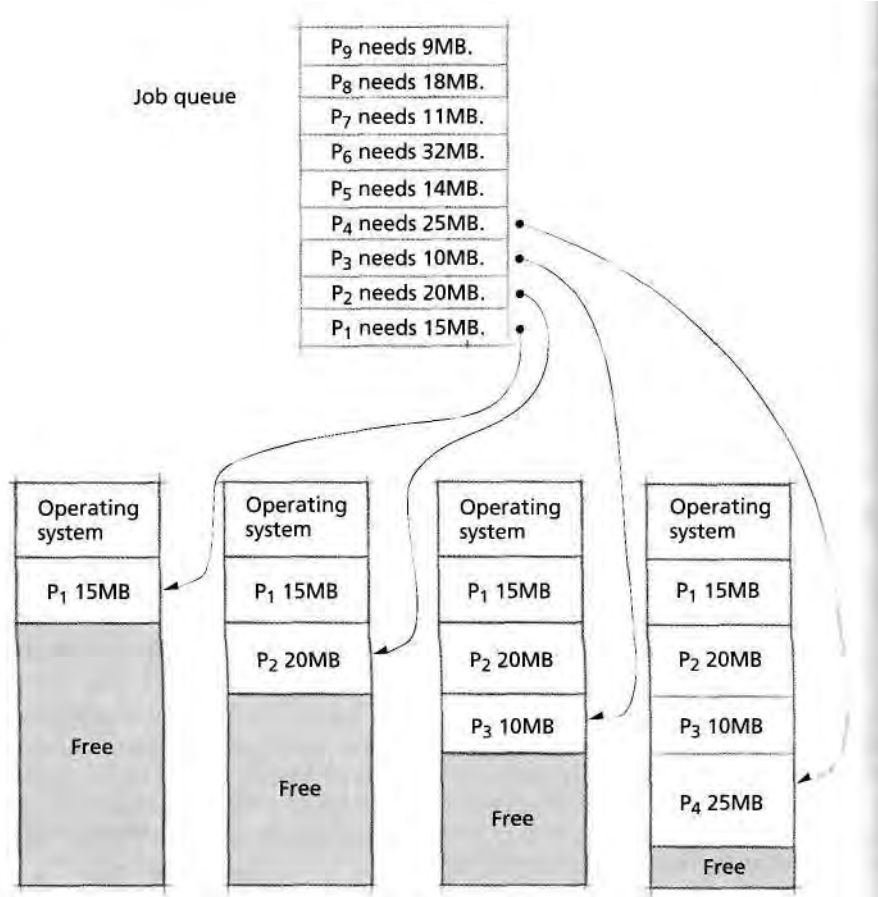 Job queue
P₉ needs 9MB.
P₈ needs 18MB.
P₇ needs 11MB.
P₆ needs 32MB.
P₅ needs 14MB.
P₄ needs 25MB.
P₃ needs 10MB.
P₂ needs 20MB.
P₁ needs 15MB.
Operating
system
P₁ 15MB
Free
Operating
system
P₁ 15MB
P₂ 20MB
Free
Operating
system
P₁ 15MB
P₂ 20MB
P₃ 10MB
Free
Operating
system
P₁ 15MB
P₂ 20MB
P₃ 10MB
P₄ 25MB
Free